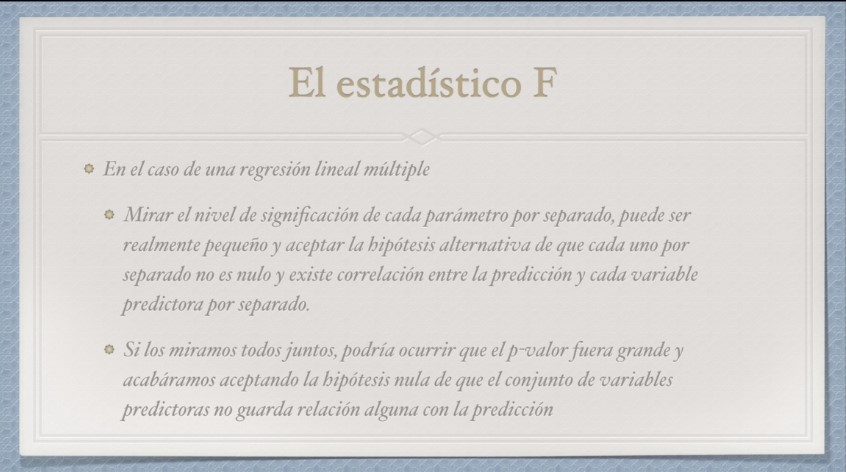 El estadístico F
En el caso de una regresión lineal múltiple
Mirar el nivel de significación de cada parámetro por separado, puede ser
realmente pequeño y aceptar la hipótesis alternativa de que cada uno por
separado no es nulo y existe correlación entre la predicción y cada variable
predictora por separado.
Si los miramos todos juntos, podría ocurrir que el p-valor fuera grande y
acabáramos aceptando la hipótesis nula de que el conjunto de variables
predictoras no guarda relación alguna con la predicción